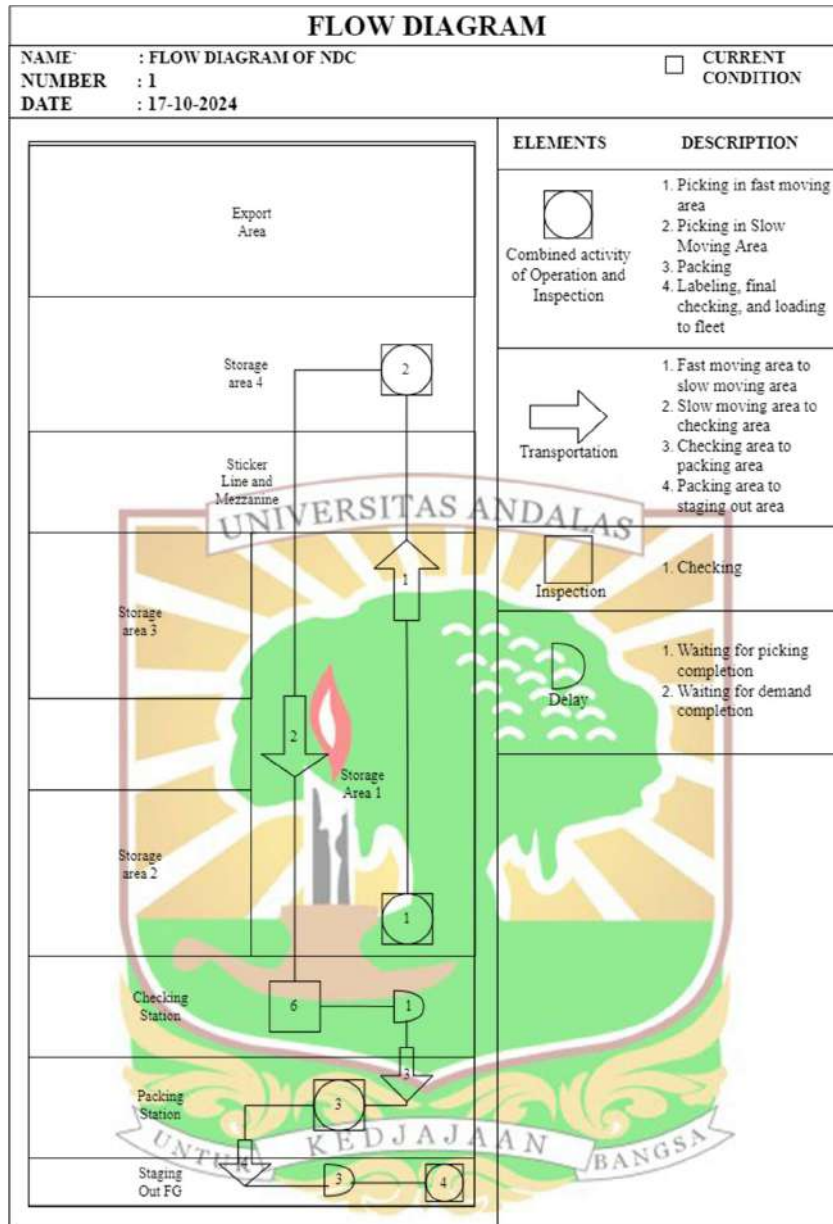 FLOW DIAGRAM
NAME : FLOW DIAGRAM OF NDC
NUMBER : 1
DATE : 17-10-2024
CURRENT
CONDITION
Export
Area
Storage
area 4
2
Sticker
Line and
Mezzanine
UNIVERSITAS ANDALAS
1
Storage
area 3
2
Storage
Area 1
Storage
area 2
1
Checking
Station
6
1
3
Packing
Station
3
UNTUK KEDJAJAAN BANGSA
4
Staging
Out FG
3
4
ELEMENTS DESCRIPTION
Combined activity
of Operation and
Inspection
1. Picking in fast moving
area
2. Picking in Slow
Moving Area
3. Packing
4. Labeling, final
checking, and loading
to fleet
Transportation
1. Fast moving area to
slow moving area
2. Slow moving area to
checking area
3. Checking area to
packing area
4. Packing area to
staging out area
Inspection
1. Checking
Delay
1. Waiting for picking
completion
2. Waiting for demand
completion